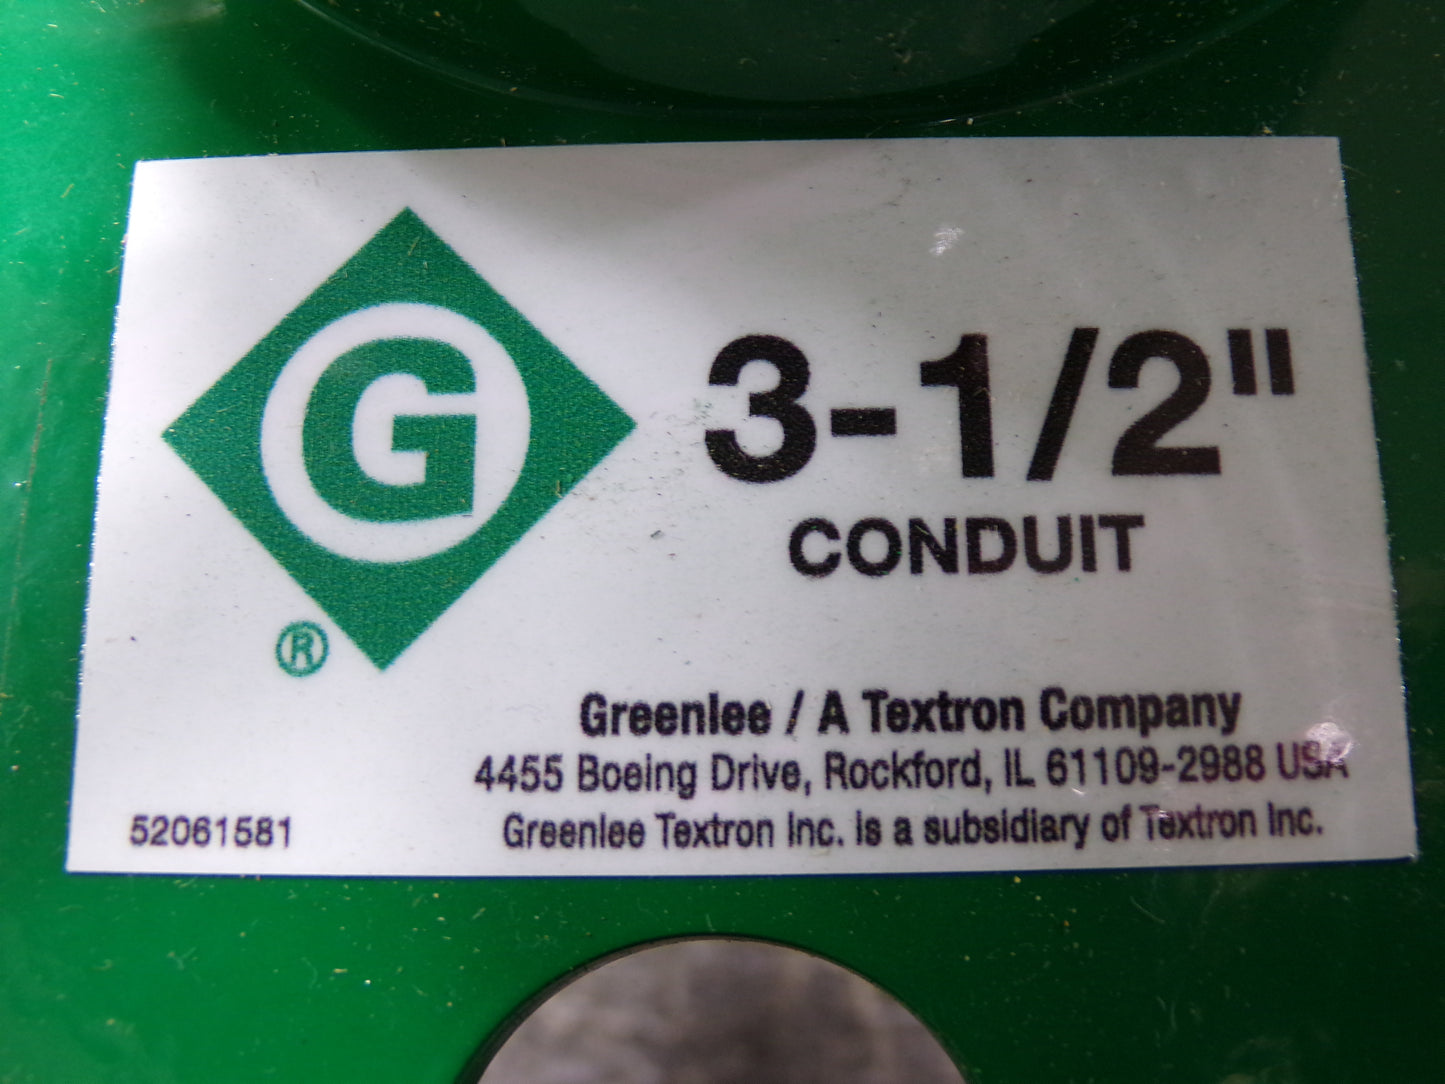 G
®
3-1/2"
CONDUIT
Greenlee / A Textron Company
4455 Boeing Drive, Rockford, IL 61109-2988 USA
Greenlee Textron Inc. is a subsidiary of Textron Inc.
52061581